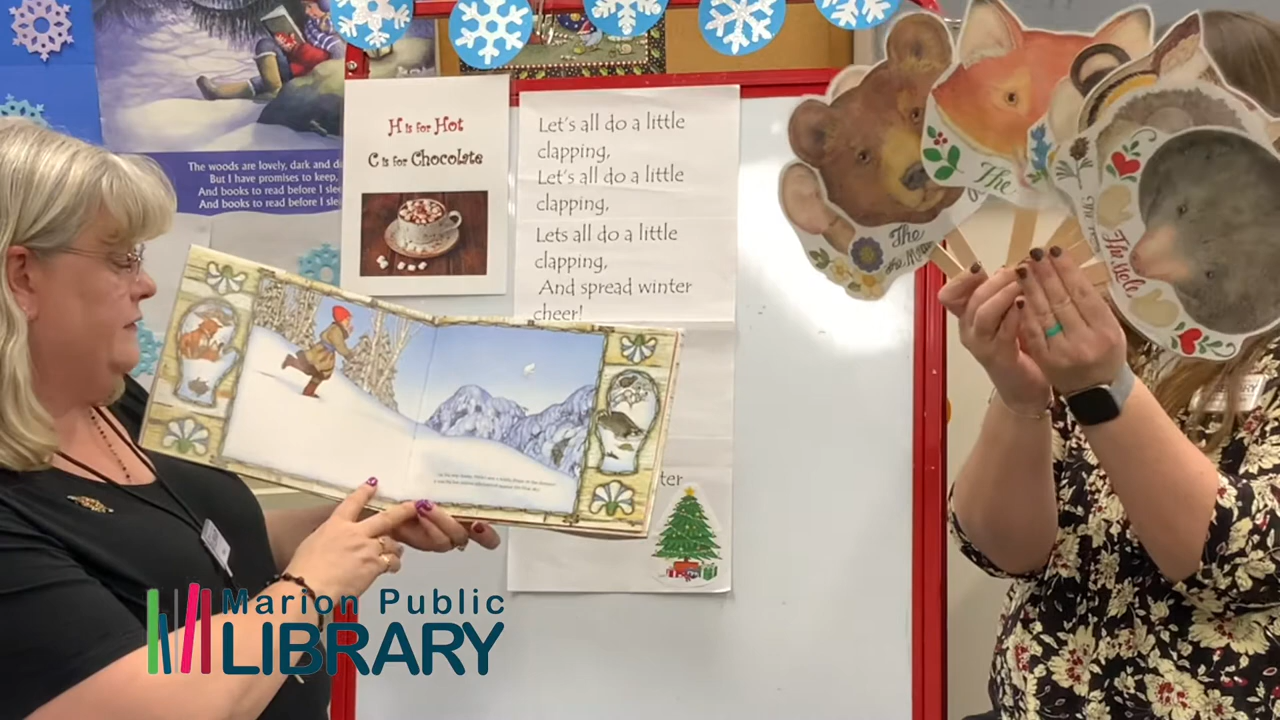 The woods are lovely, dark and d
But I have promises to keep,
And books to read before I sle
And books to read before I slee
H is for Hot
C is for Chocolate
Let's all do a little
clapping,
Let's all do a little
clapping,
Lets all do a little
clapping,
And spread winter
cheer!
ter
The
The
The Mole
Marion Public
LIBRARY